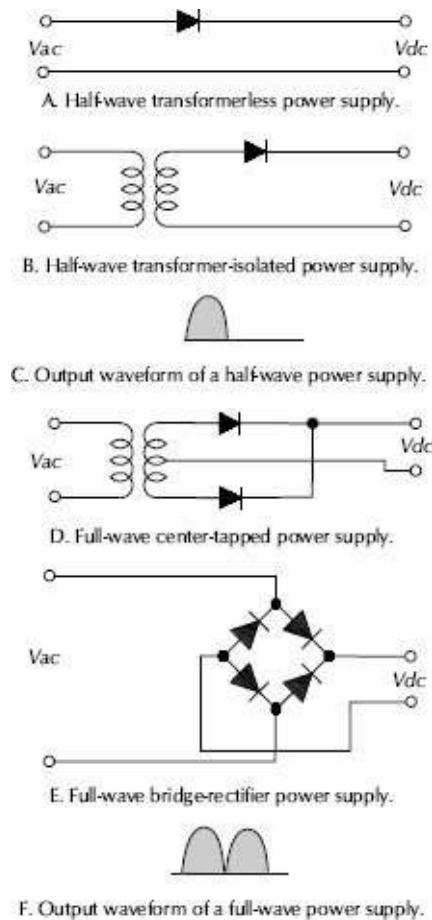 Vac
Vdc
A. Half-wave transformerless power supply.
Vac
Vdc
B. Half-wave transformer-isolated power supply.
C. Output waveform of a half-wave power supply.
Vac
Vdc
D. Full-wave center-tapped power supply.
Vac
Vdc
E. Full-wave bridge-rectifier power supply.
F. Output waveform of a full-wave power supply.